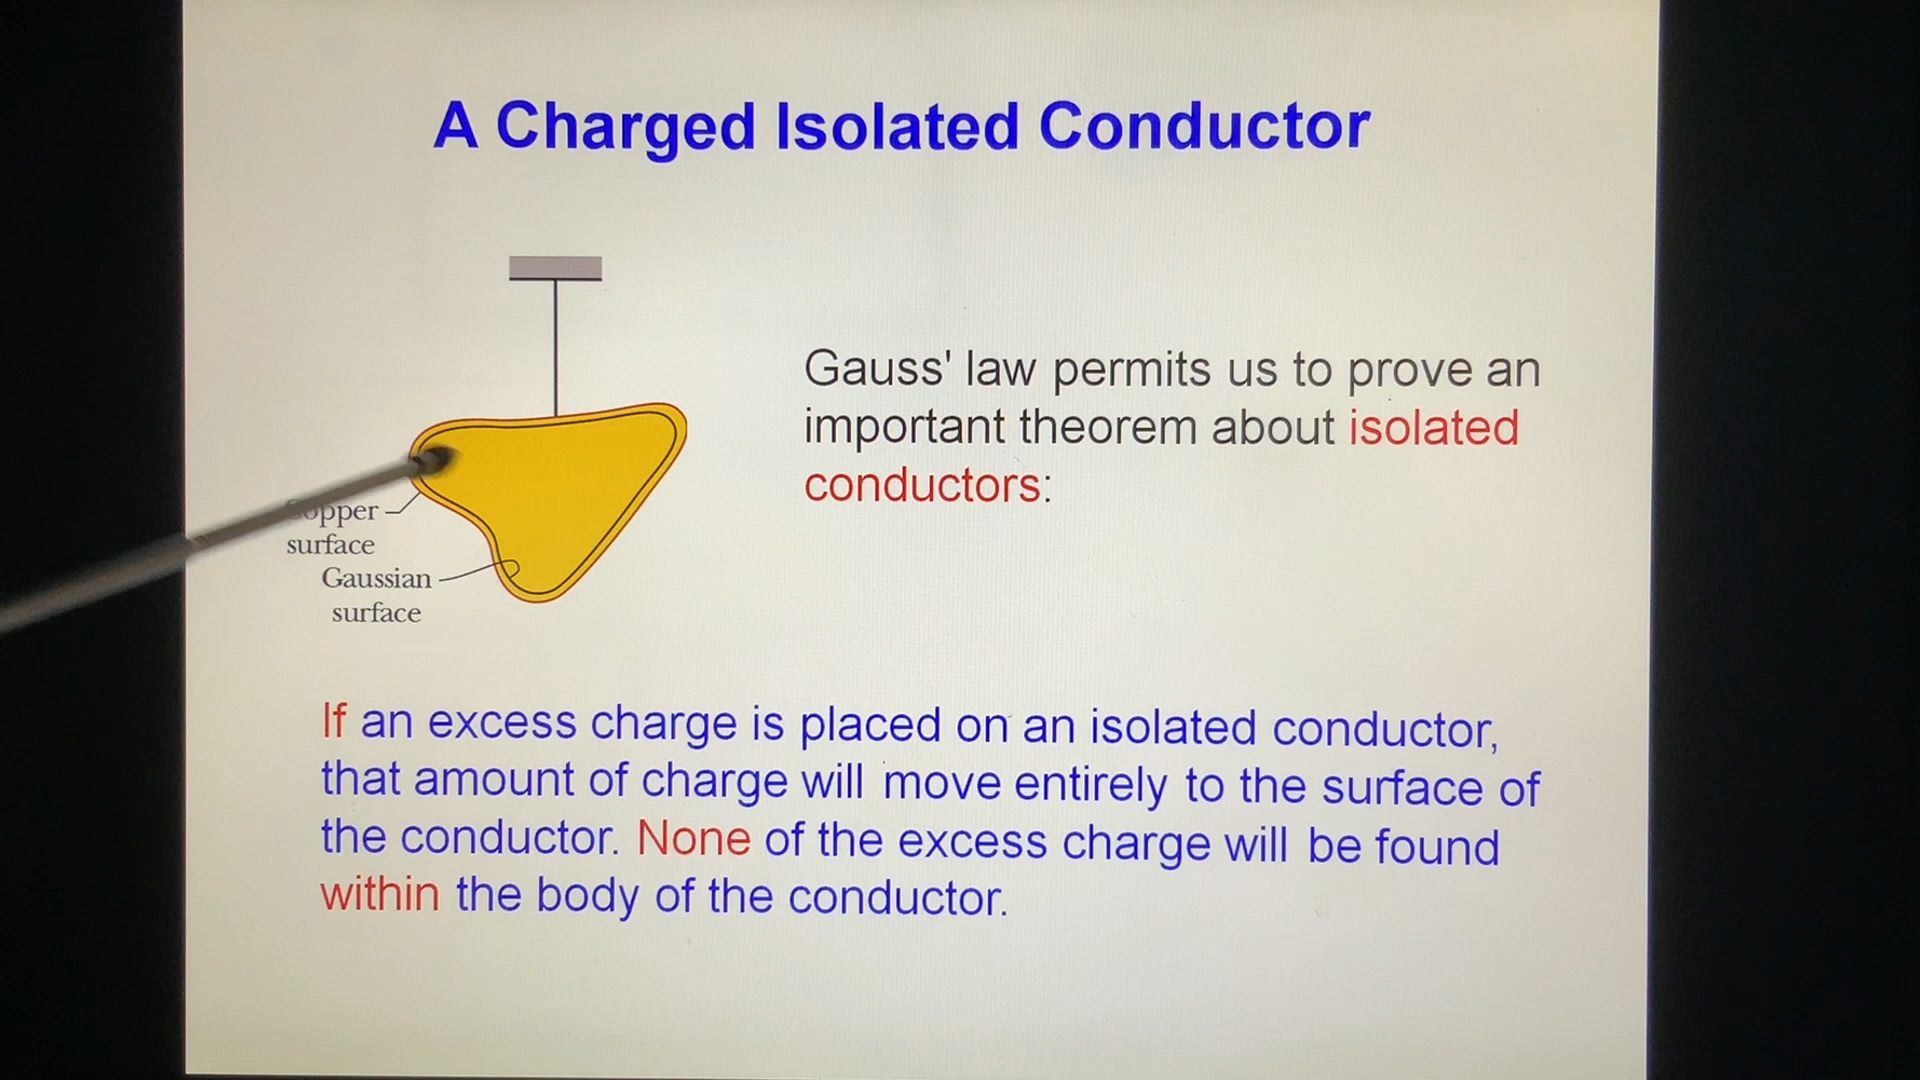 A Charged Isolated Conductor
Gauss' law permits us to prove an
important theorem about isolated
conductors:
Copper
surface
Gaussian
surface
If an excess charge is placed on an isolated conductor,
that amount of charge will move entirely to the surface of
the conductor. None of the excess charge will be found
within the body of the conductor.